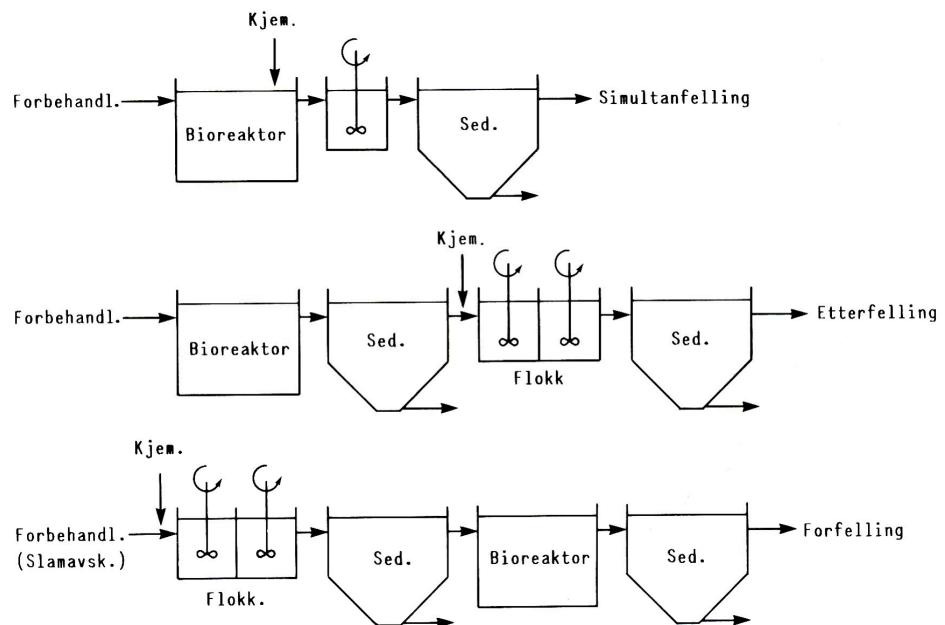 Kjem.
Forbehandl.
Bioreaktor
Sed.
Simultanfelling
Kjem.
Forbehandl.
Bioreaktor
Sed.
Flokk
Sed.
Etterfelling
Kjem.
Forbehandl.
(Slamavsk.)
Flokk.
Sed.
Bioreaktor
Sed.
Forfelling